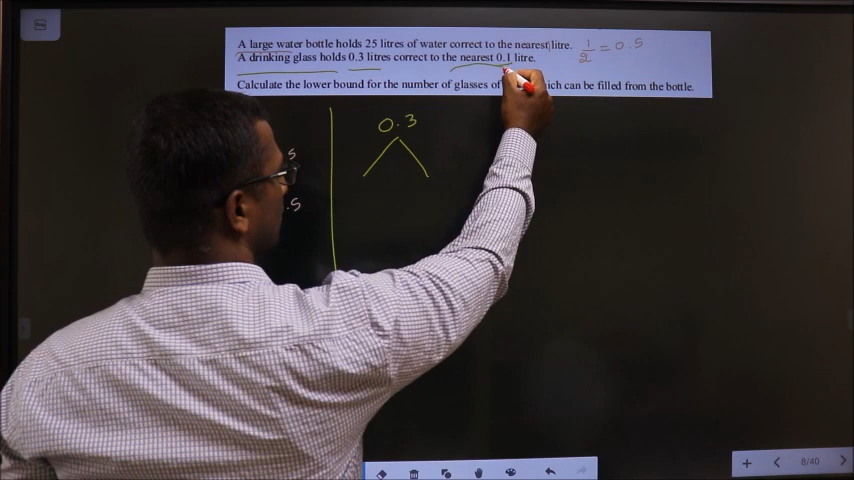 A large water bottle holds 25 litres of water correct to the nearest litre. 1/2 = 0.5
A drinking glass holds 0.3 litres correct to the nearest 0.1 litre.
Calculate the lower bound for the number of glasses of which can be filled from the bottle.
0.3
5
.5
8/40